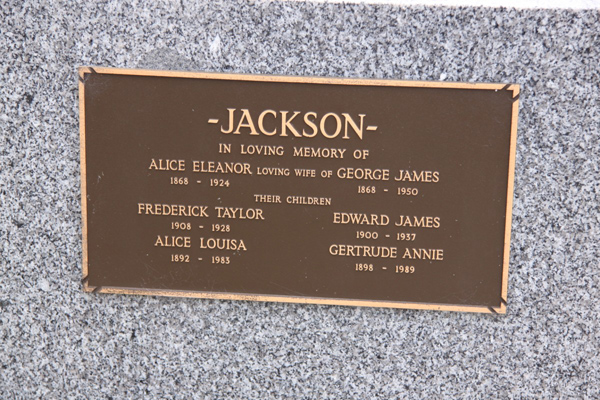 -JACKSON-
IN LOVING MEMORY OF
ALICE ELEANOR LOVING WIFE OF GEORGE JAMES
1868 - 1924 1868 - 1950
THEIR CHILDREN
FREDERICK TAYLOR EDWARD JAMES
1908 - 1928 1900 - 1937
ALICE LOUISA GERTRUDE ANNIE
1892 - 1983 1898 - 1989